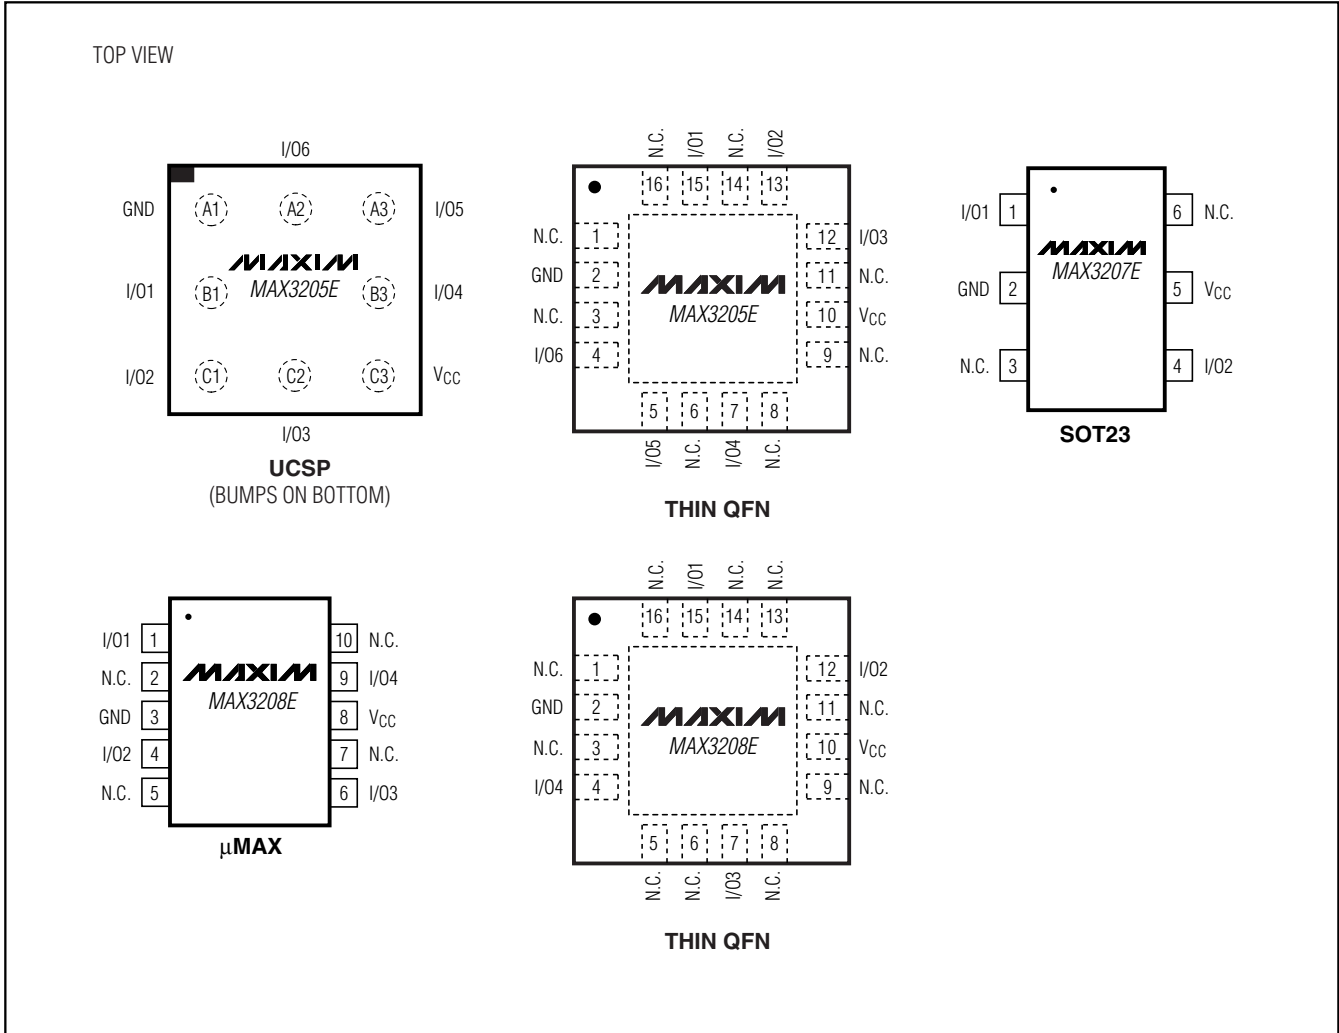 TOP VIEW
I/O6
GND A1 A2 A3 I/O5
MAXIM
MAX3205E
I/O1 B1 B3 I/O4
I/O2 C1 C2 C3 VCC
I/O3
UCSP
(BUMPS ON BOTTOM)
N.C. I/O1 N.C. I/O2
16 15 14 13
N.C. 1 12 I/O3
GND 2 11 N.C.
MAXIM
MAX3205E
N.C. 3 10 VCC
I/O6 4 9 N.C.
5 6 7 8
I/O5 N.C. I/O4 N.C.
THIN QFN
I/O1 1 6 N.C.
MAXIM
MAX3207E
GND 2 5 VCC
N.C. 3 4 I/O2
SOT23
I/O1 1 10 N.C.
N.C. 2 9 I/O4
MAXIM
MAX3208E
GND 3 8 VCC
I/O2 4 7 N.C.
N.C. 5 6 I/O3
µMAX
N.C. I/O1 N.C. N.C.
16 15 14 13
N.C. 1 12 I/O2
GND 2 11 N.C.
MAXIM
MAX3208E
N.C. 3 10 VCC
I/O4 4 9 N.C.
5 6 7 8
N.C. N.C. I/O3 N.C.
THIN QFN